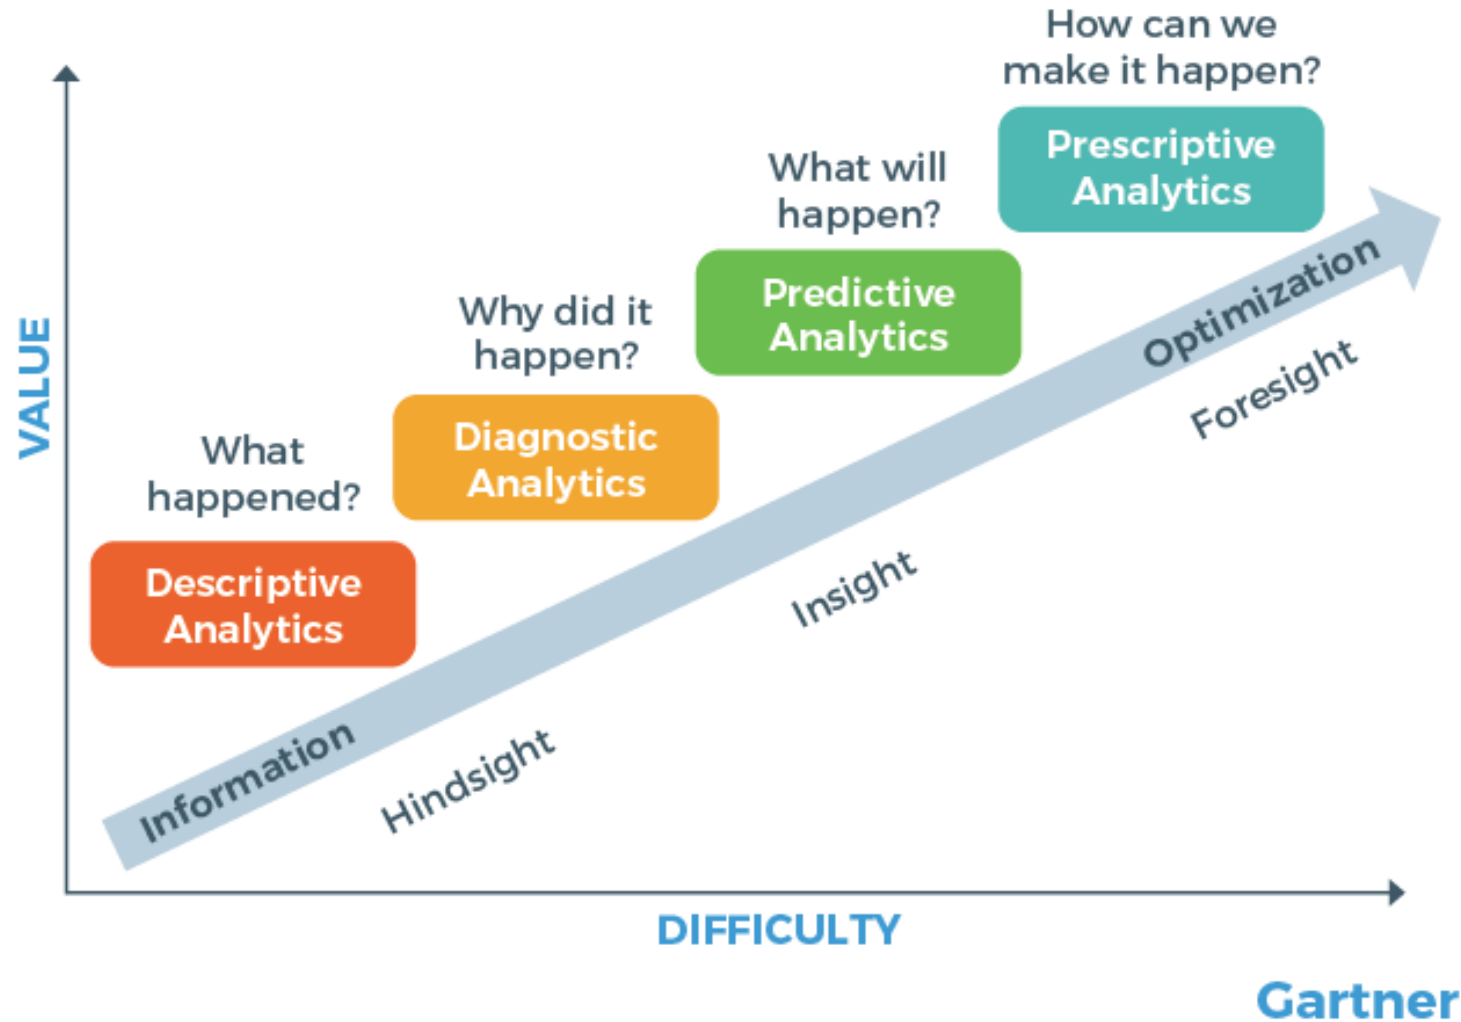 How can we
make it happen?
Prescriptive
Analytics
What will
happen?
Predictive
Analytics
Why did it
happen?
Diagnostic
Analytics
What
happened?
Descriptive
Analytics
VALUE
Information
Optimization
Hindsight
Insight
Foresight
DIFFICULTY
Gartner